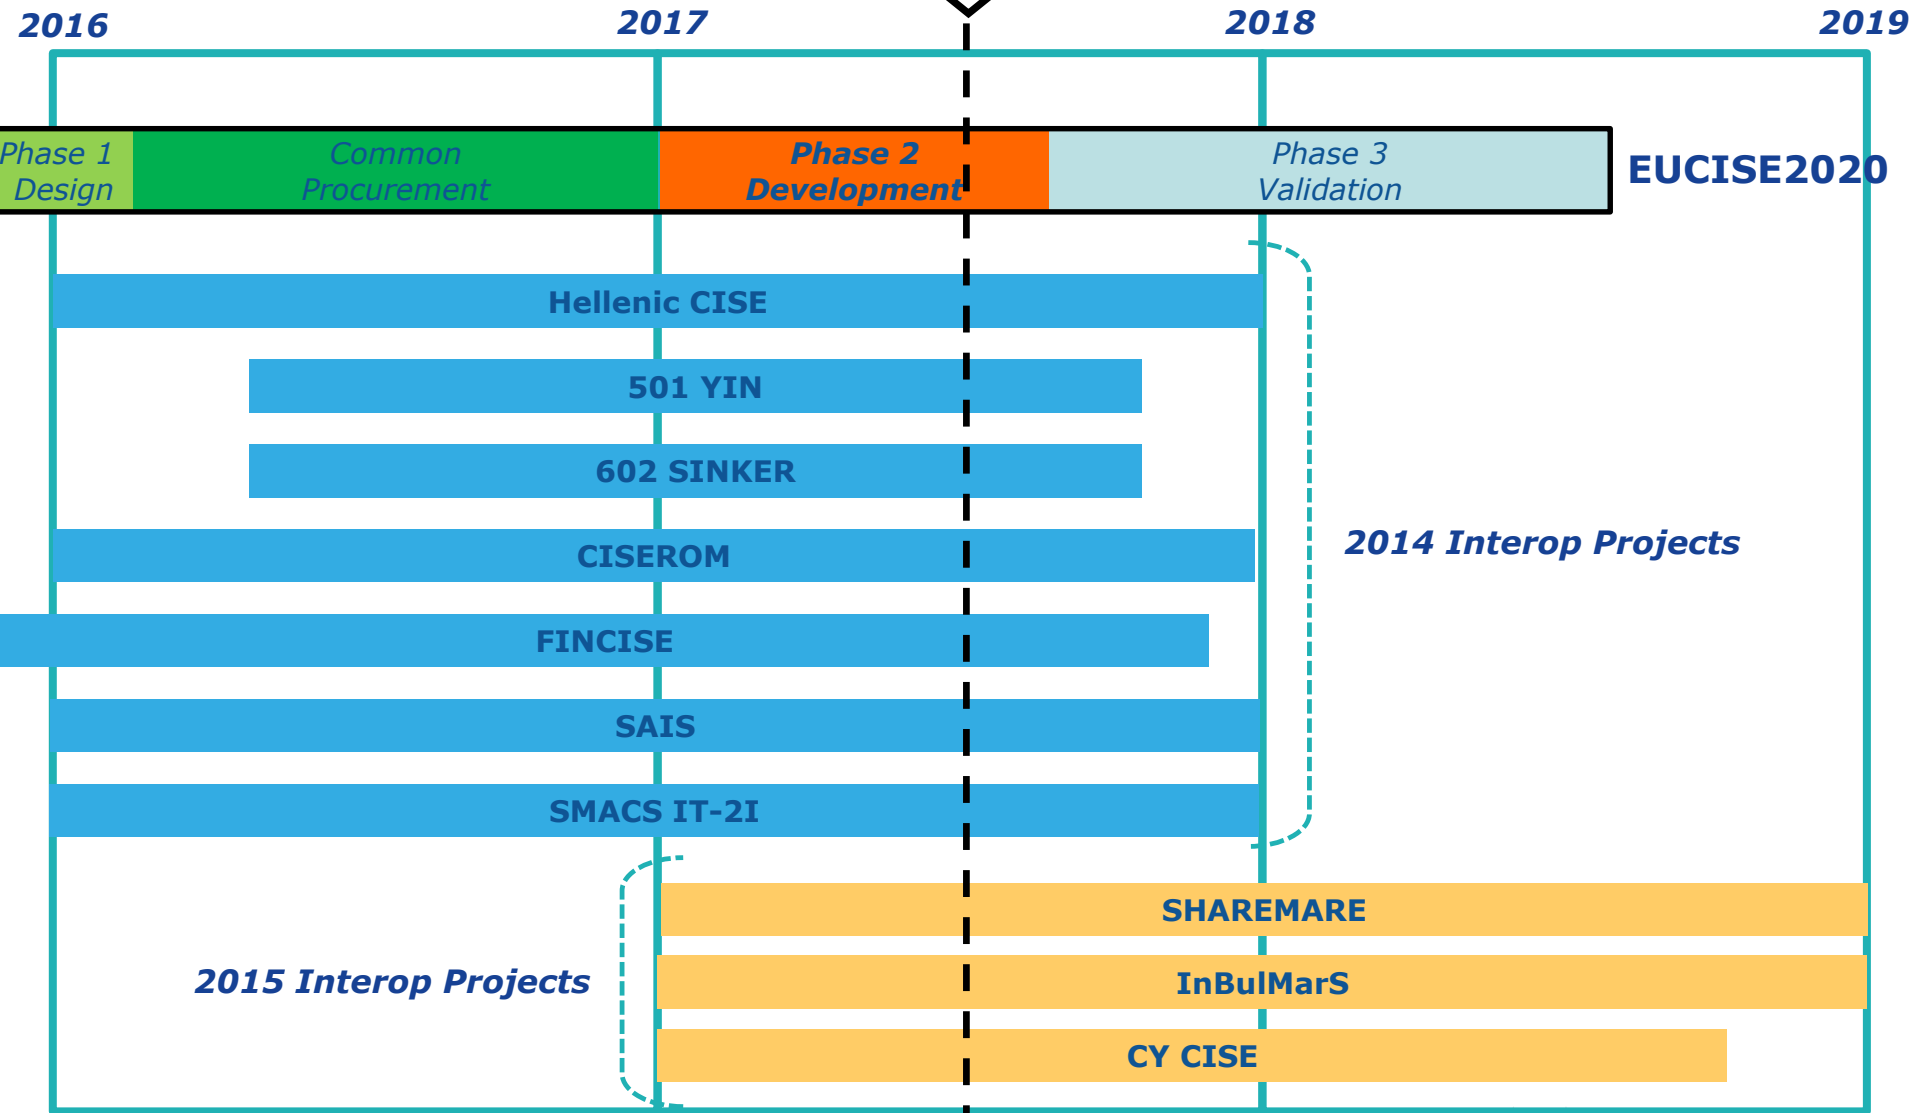 2016
2017
2018
2019
Phase 1
Design
Common
Procurement
Phase 2
Development
Phase 3
Validation
EUCISE2020
Hellenic CISE
501 YIN
602 SINKER
CISEROM
2014 Interop Projects
FINCISE
SAIS
SMACS IT-2I
SHAREMARE
2015 Interop Projects
InBulMarS
CY CISE